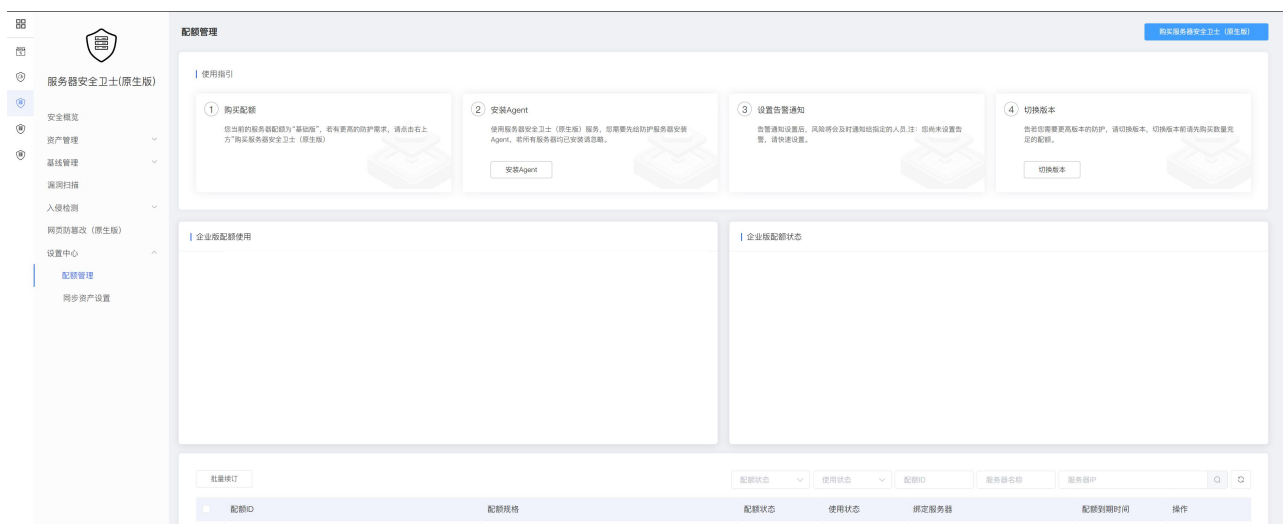 配额管理
购买服务器安全卫士（原生版）
服务器安全卫士(原生版)
安全概览
资产管理
基线管理
漏洞扫描
入侵检测
网页防篡改（原生版）
设置中心
配额管理
同步资产设置
使用指引
1 购买配额
您当前的服务器配额为“基础版”，若有更高的防护需求，请点击右上
方“购买服务器安全卫士（原生版）
2 安装Agent
使用服务器安全卫士（原生版）服务，您需要先给防护服务器安装
Agent，若所有服务器均已安装请忽略。
安装Agent
3 设置告警通知
告警通知设置后，风险将会及时通知给指定的人员.注：您尚未设置告
警，请快速设置。
4 切换版本
告若您需要更高版本的防护，请切换版本，切换版本前请先购买数量充
足的配额。
切换版本
企业版配额使用
企业版配额状态
批量续订
配额状态 使用状态 配额ID 服务器名称 服务器IP
配额ID 配额规格 配额状态 使用状态 绑定服务器 配额到期时间 操作